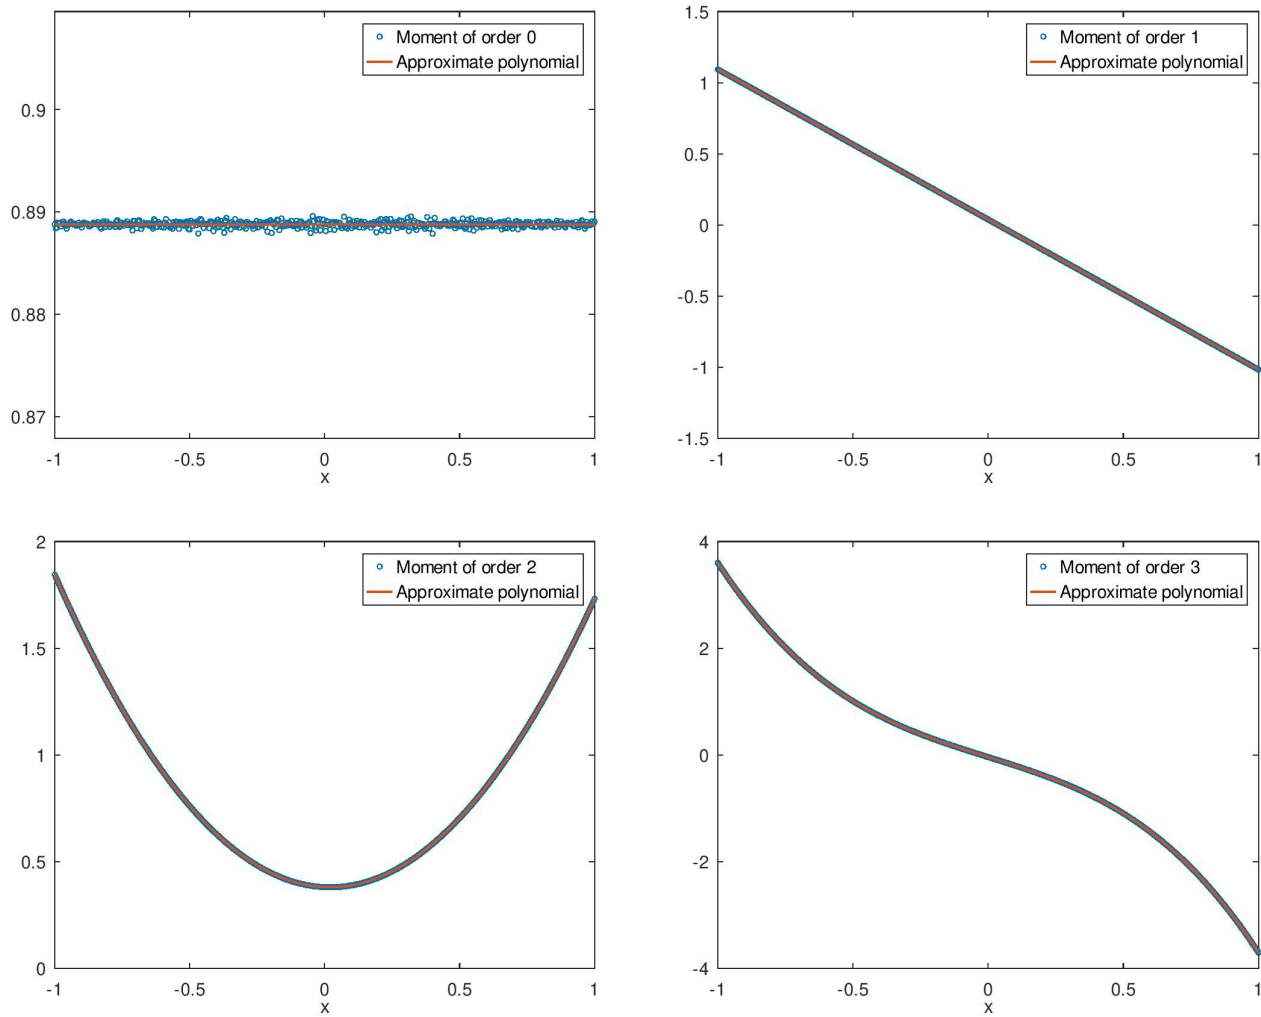 Moment of order 0
Approximate polynomial
0.9
0.89
0.88
0.87
-1 -0.5 0 0.5 1
x
Moment of order 1
Approximate polynomial
1.5
1
0.5
0
-0.5
-1
-1.5
-1 -0.5 0 0.5 1
x
Moment of order 2
Approximate polynomial
2
1.5
1
0.5
0
-1 -0.5 0 0.5 1
x
Moment of order 3
Approximate polynomial
4
2
0
-2
-4
-1 -0.5 0 0.5 1
x